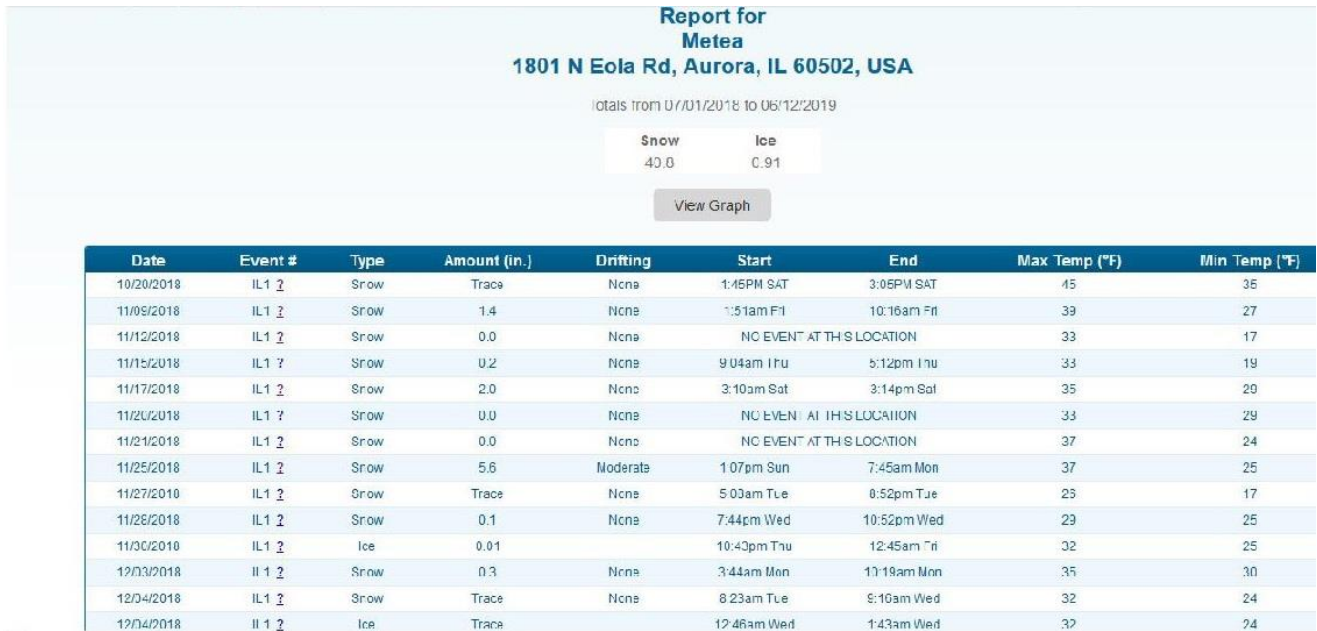 Report for
Metea
1801 N Eola Rd, Aurora, IL 60502, USA
Totals from 07/01/2018 to 06/12/2019
Snow Ice
40.8 0.91
View Graph
Date Event # Type Amount (in.) Drifting Start End Max Temp (°F) Min Temp (°F)
10/20/2018 IL1 ? Snow Trace None 1:45PM SAT 3:05PM SAT 45 35
11/09/2018 IL1 ? Snow 1.4 None 1:51am Fri 10:16am Fri 39 27
11/12/2018 IL1 ? Snow 0.0 None NO EVENT AT THIS LOCATION 33 17
11/15/2018 IL1 ? Snow 0.2 None 9:04am Thu 5:12pm Thu 33 19
11/17/2018 IL1 ? Snow 2.0 None 3:10am Sat 3:14pm Sat 35 29
11/20/2018 IL1 ? Snow 0.0 None NO EVENT AT THIS LOCATION 33 29
11/21/2018 IL1 ? Snow 0.0 None NO EVENT AT THIS LOCATION 37 24
11/25/2018 IL1 ? Snow 5.6 Moderate 1:07pm Sun 7:45am Mon 37 25
11/27/2018 IL1 ? Snow Trace None Tue 8:52pm Tue 26 17
11/28/2018 IL1 ? Snow 0.1 None 7:44pm Wed 10:52pm Wed 29 25
11/30/2018 IL1 ? Ice 0.01 10:43pm Thu 12:45am Fri 32 25
12/03/2018 IL1 ? Snow 0.3 None 3:44am Mon 10:19am Mon 35 30
12/04/2018 IL1 ? Snow Trace None 8:23am Tue 9:16am Wed 32 24
12/04/2018 IL1 ? Ice Trace 12:46am Wed 1:43am Wed 32 24